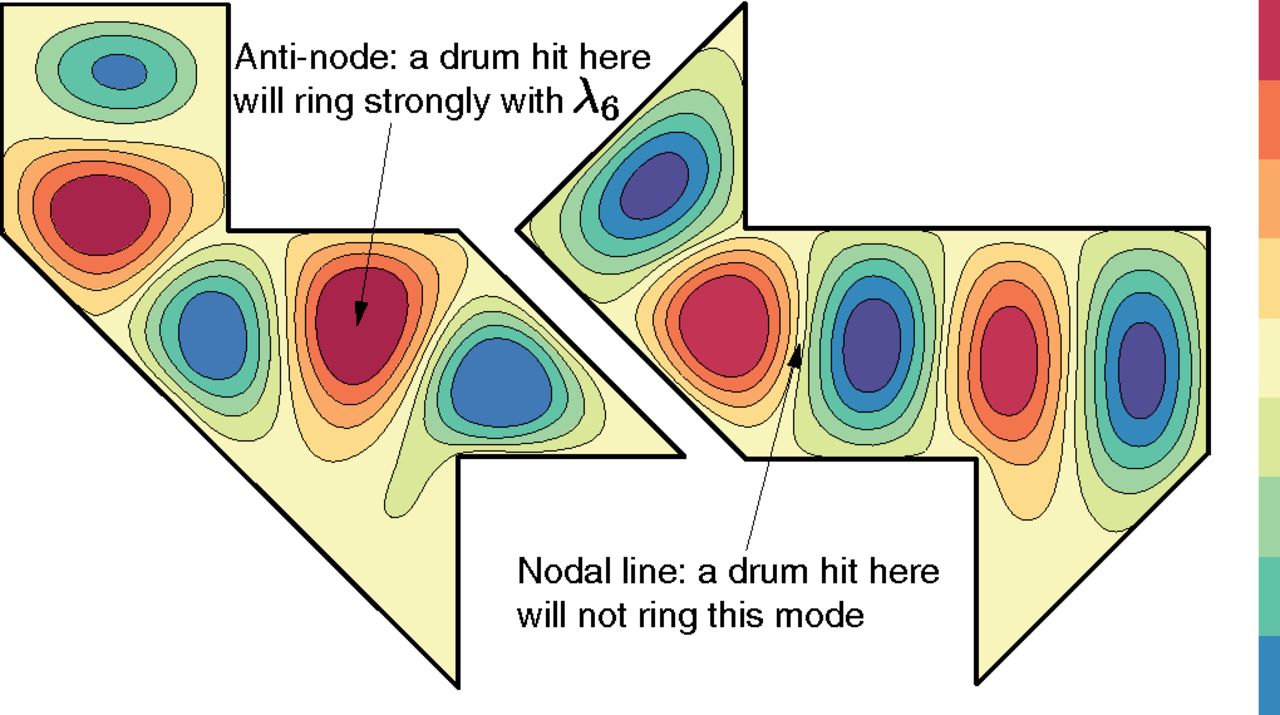 Anti-node: a drum hit here
will ring strongly with λ₆
Nodal line: a drum hit here
will not ring this mode